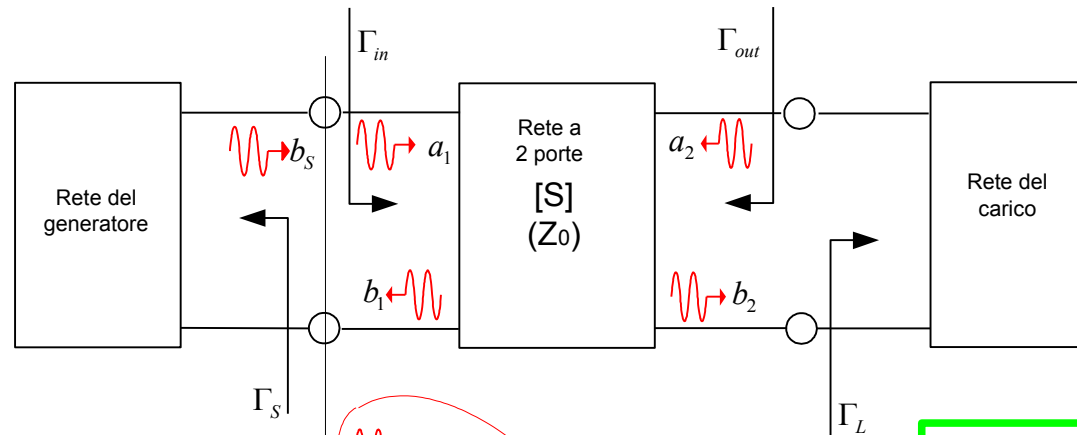 Γin
Γout
Rete a
2 porte
[S]
(Z0)
bS
a1
a2
Rete del
generatore
Rete del
carico
b1
b2
ΓS
ΓL